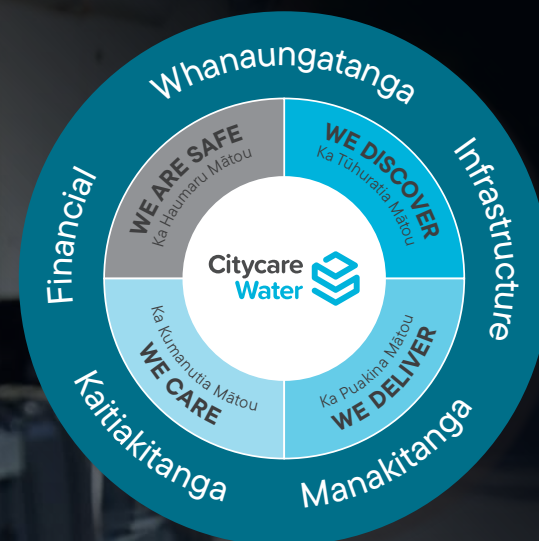 Whanaungatanga
Infrastructure
Manakitanga
Kaitiakitanga
Financial
WE ARE SAFE
Ka Haumaru Mātou
WE DISCOVER
Ka Tūhuratia Mātou
Ka Puakina Mātou
WE DELIVER
Ka Kumanutia Mātou
WE CARE
Citycare
Water